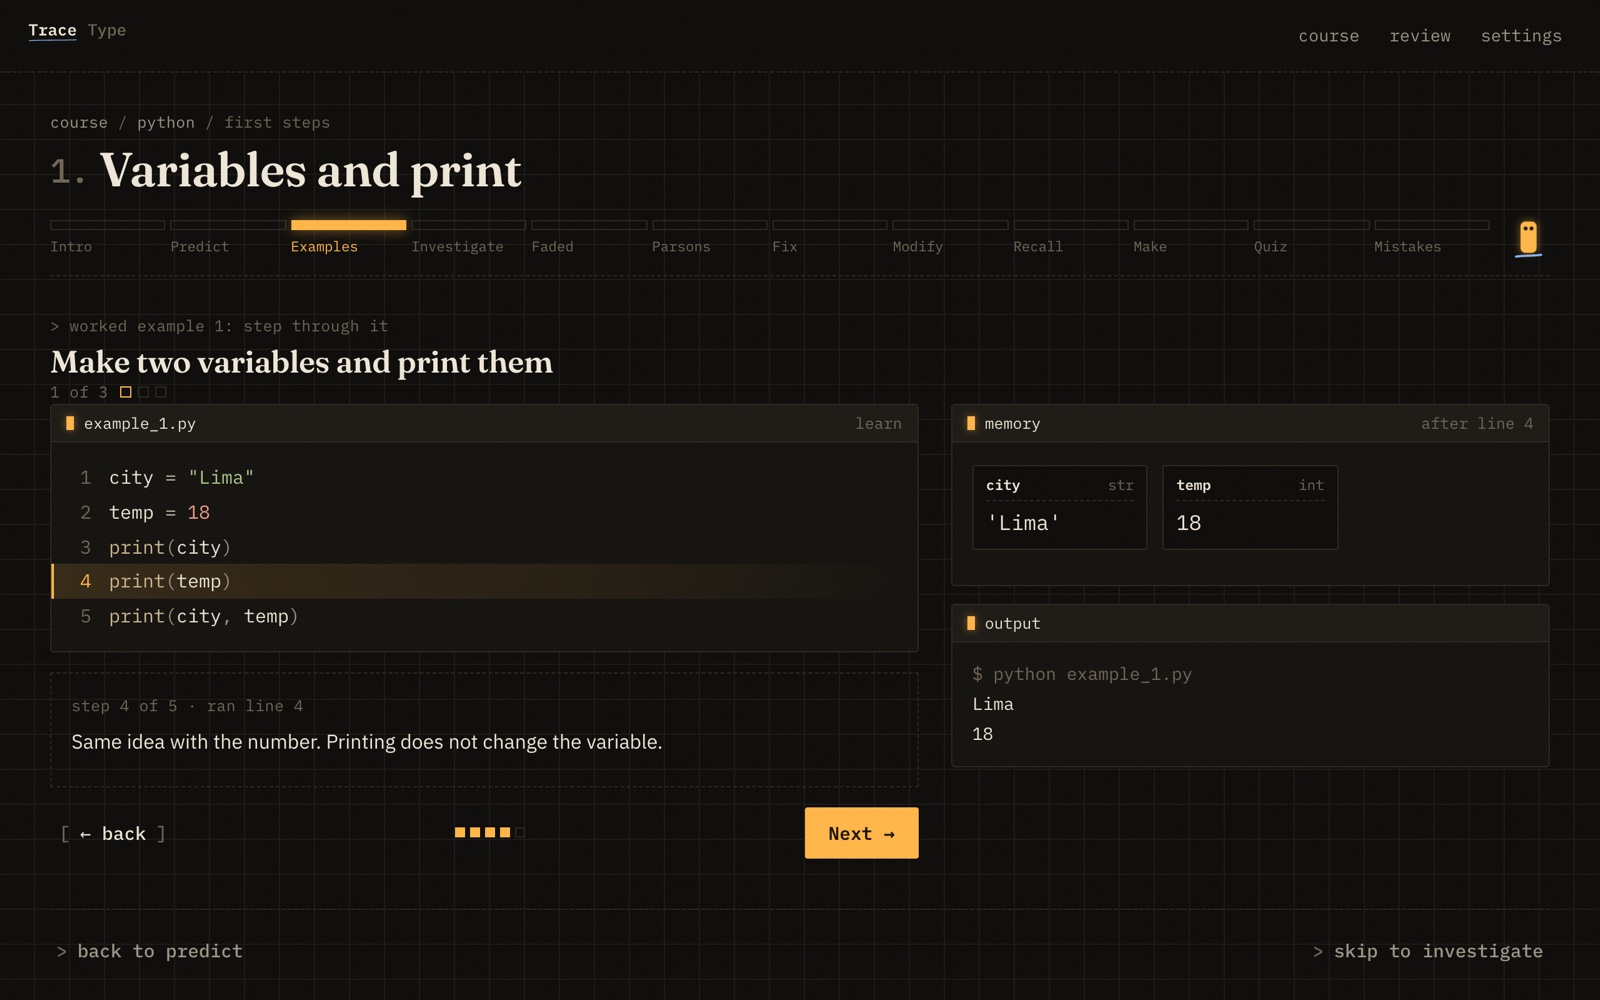 Trace Type
course review settings
course / python / first steps
1. Variables and print
Intro Predict Examples Investigate Faded Parsons Fix Modify Recall Make Quiz Mistakes
> worked example 1: step through it
Make two variables and print them
1 of 3
example_1.py learn
1 city = "Lima"
2 temp = 18
3 print(city)
4 print(temp)
5 print(city, temp)
step 4 of 5 · ran line 4
Same idea with the number. Printing does not change the variable.
[ ← back ]
Next →
memory after line 4
city str
'Lima'
temp int
18
output
$ python example_1.py
Lima
18
> back to predict
> skip to investigate